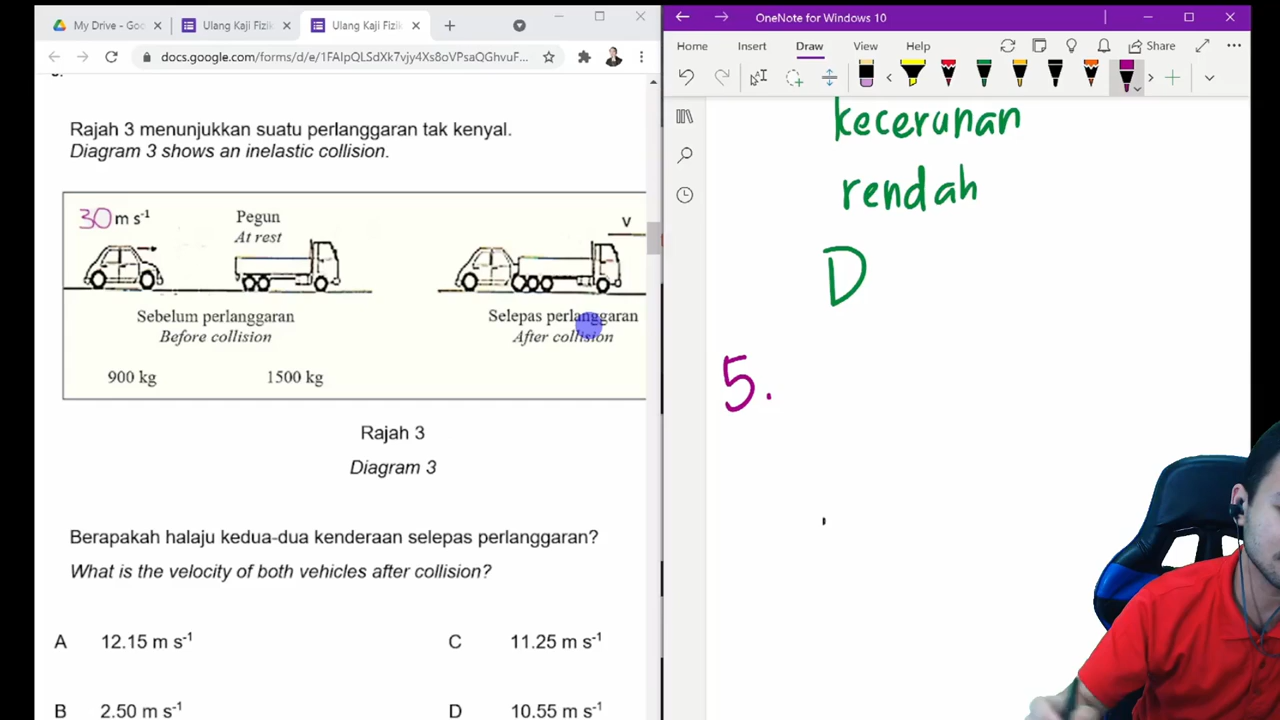 My Drive - Goo
Ulang Kaji Fizik
Ulang Kaji Fizik
docs.google.com/forms/d/e/1FAIpQLSdXk7vjy4Xs8oVPsaQGhvuF...
Rajah 3 menunjukkan suatu perlanggaran tak kenyal.
Diagram 3 shows an inelastic collision.
30 m s-1
Pegun
At rest
v
Sebelum perlanggaran
Before collision
Selepas perlanggaran
After collision
900 kg
1500 kg
Rajah 3
Diagram 3
Berapakah halaju kedua-dua kenderaan selepas perlanggaran?
What is the velocity of both vehicles after collision?
A 12.15 m s-1
C 11.25 m s-1
B 2.50 m s-1
D 10.55 m s-1
OneNote for Windows 10
Home Insert Draw View Help
Share
kecerunan
rendah
D
5.